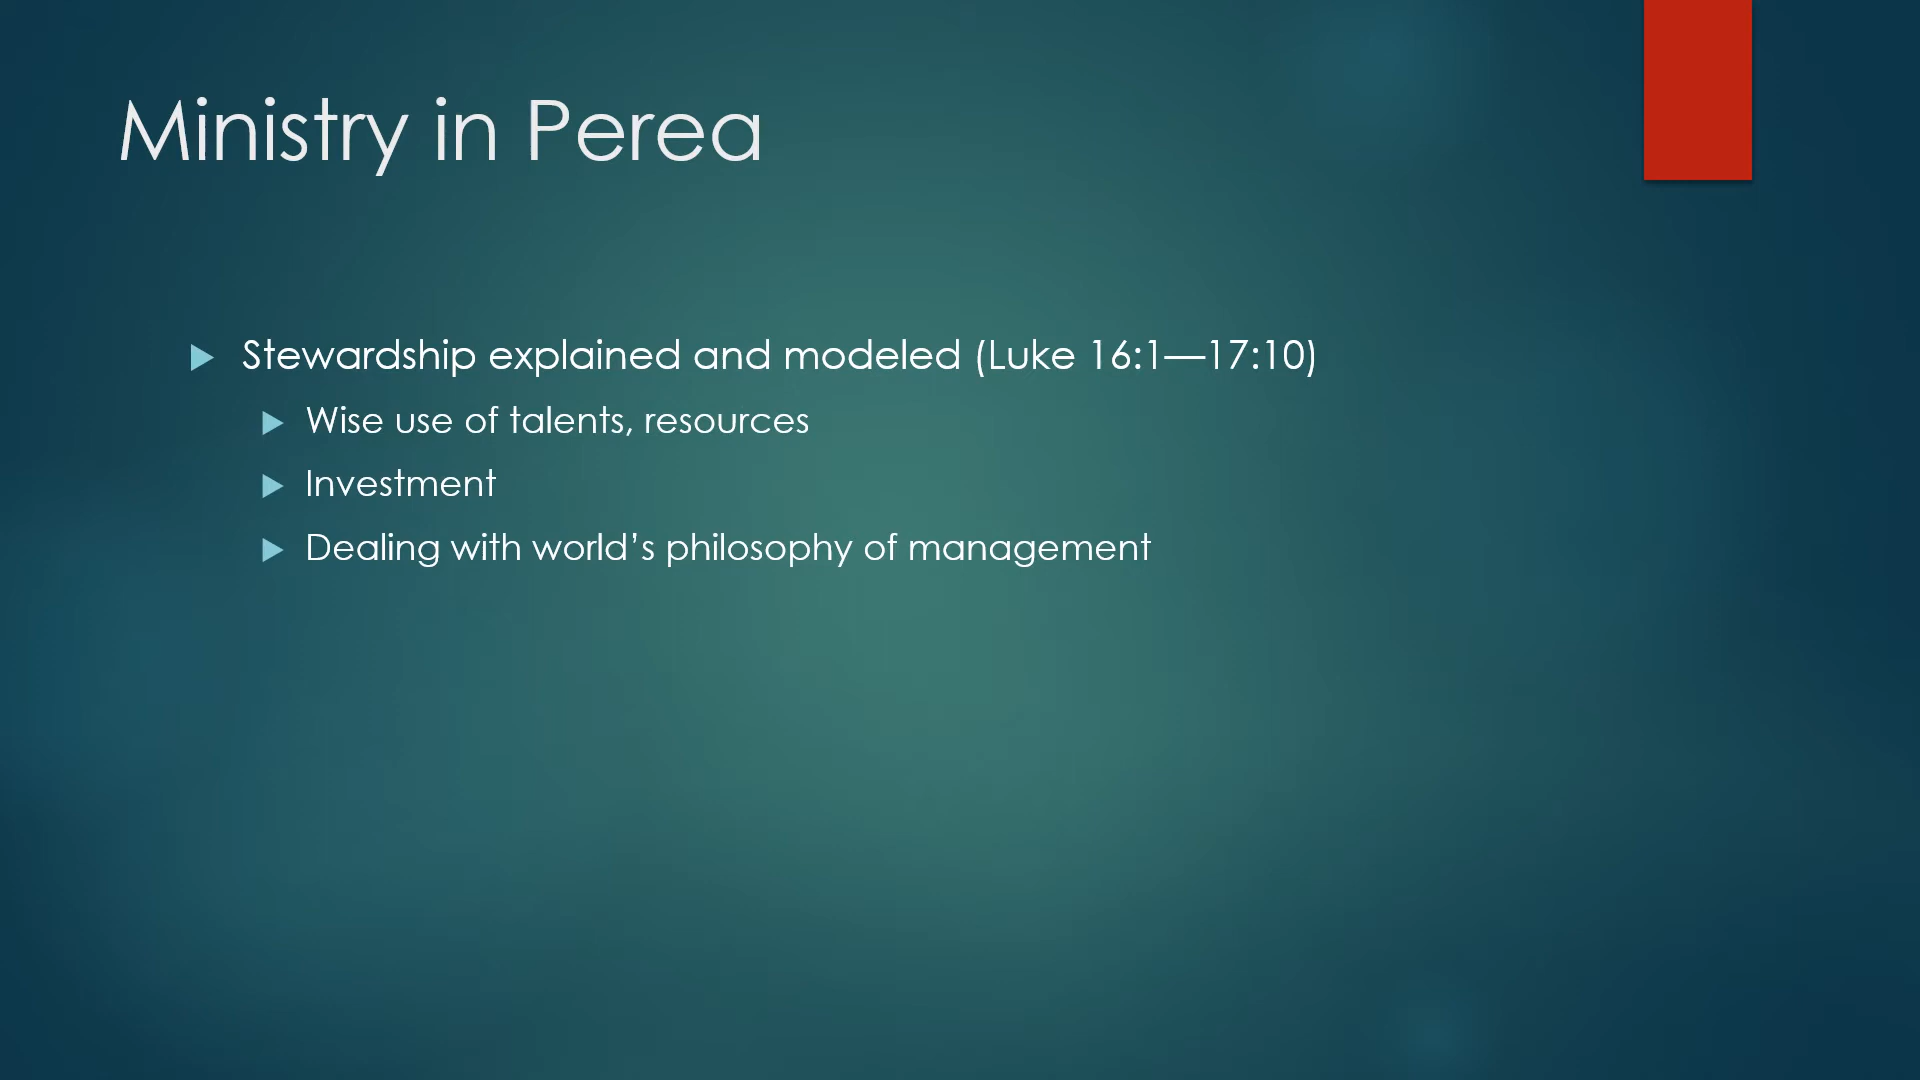 Ministry in Perea
Stewardship explained and modeled (Luke 16:1—17:10)
Wise use of talents, resources
Investment
Dealing with world’s philosophy of management